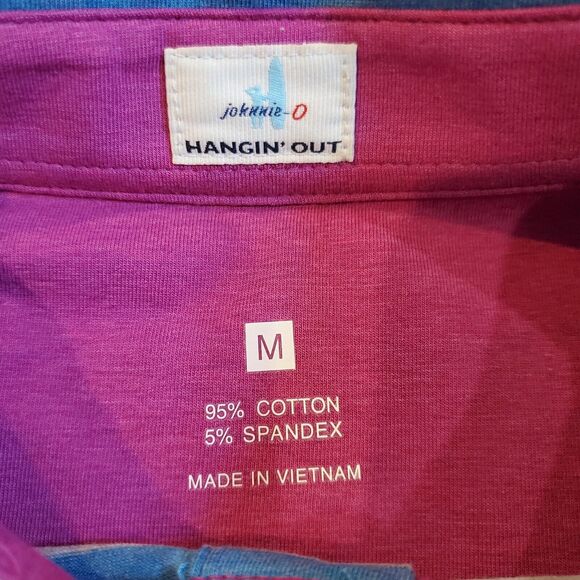 johnnie-O
HANGIN' OUT
M
95% COTTON
5% SPANDEX
MADE IN VIETNAM